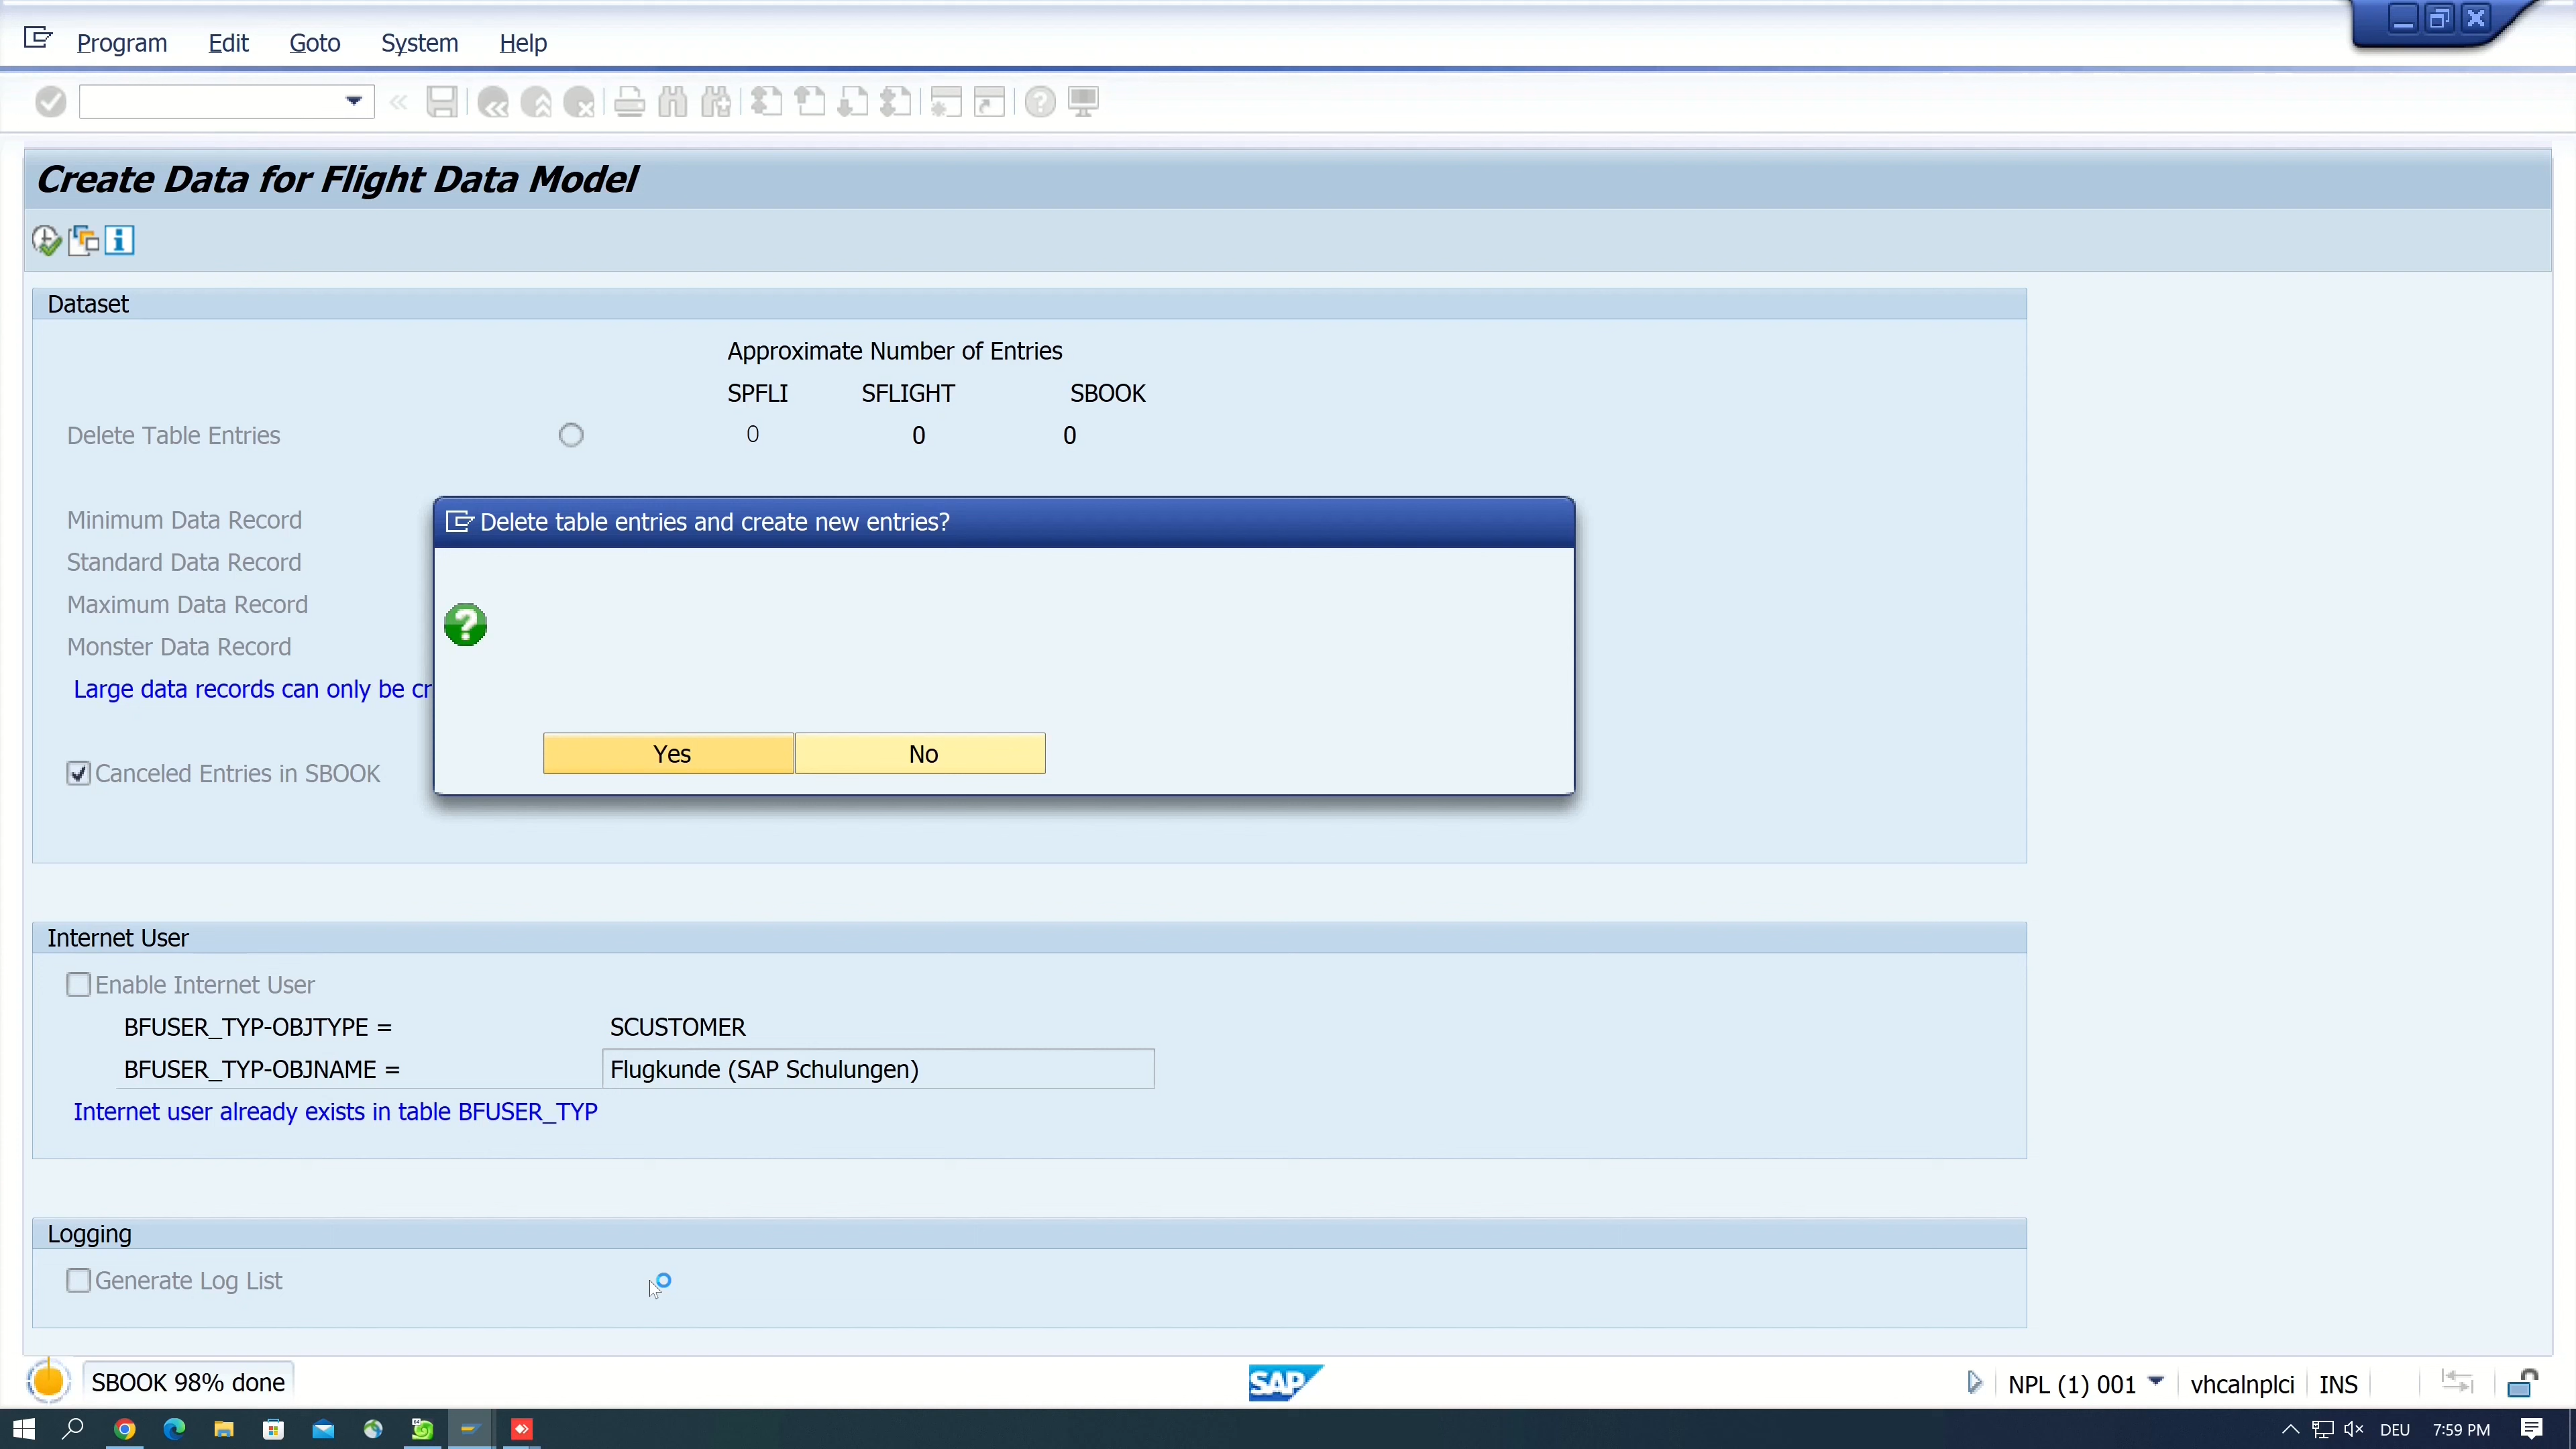 Program Edit Goto System Help
Create Data for Flight Data Model
Dataset
Approximate Number of Entries
SPFLI SFLIGHT SBOOK
Delete Table Entries 0 0 0
Minimum Data Record
Standard Data Record
Maximum Data Record
Monster Data Record
Large data records can only be cr
Canceled Entries in SBOOK
Delete table entries and create new entries?
Yes No
Internet User
Enable Internet User
BFUSER_TYP-OBJTYPE = SCUSTOMER
BFUSER_TYP-OBJNAME = Flugkunde (SAP Schulungen)
Internet user already exists in table BFUSER_TYP
Logging
Generate Log List
SBOOK 98% done SAP NPL (1) 001 vhcalnplci INS
DEU 7:59 PM